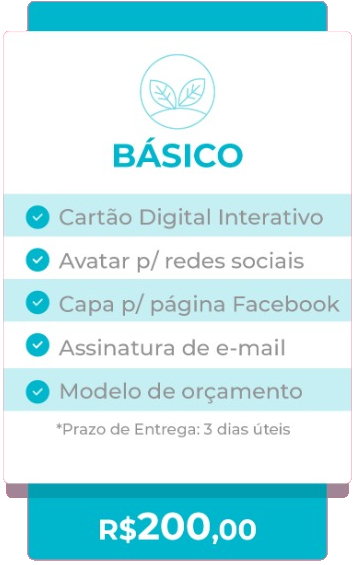 BÁSICO
Cartão Digital Interativo
Avatar p/ redes sociais
Capa p/ página Facebook
Assinatura de e-mail
Modelo de orçamento
*Prazo de Entrega: 3 dias úteis
R$200,00